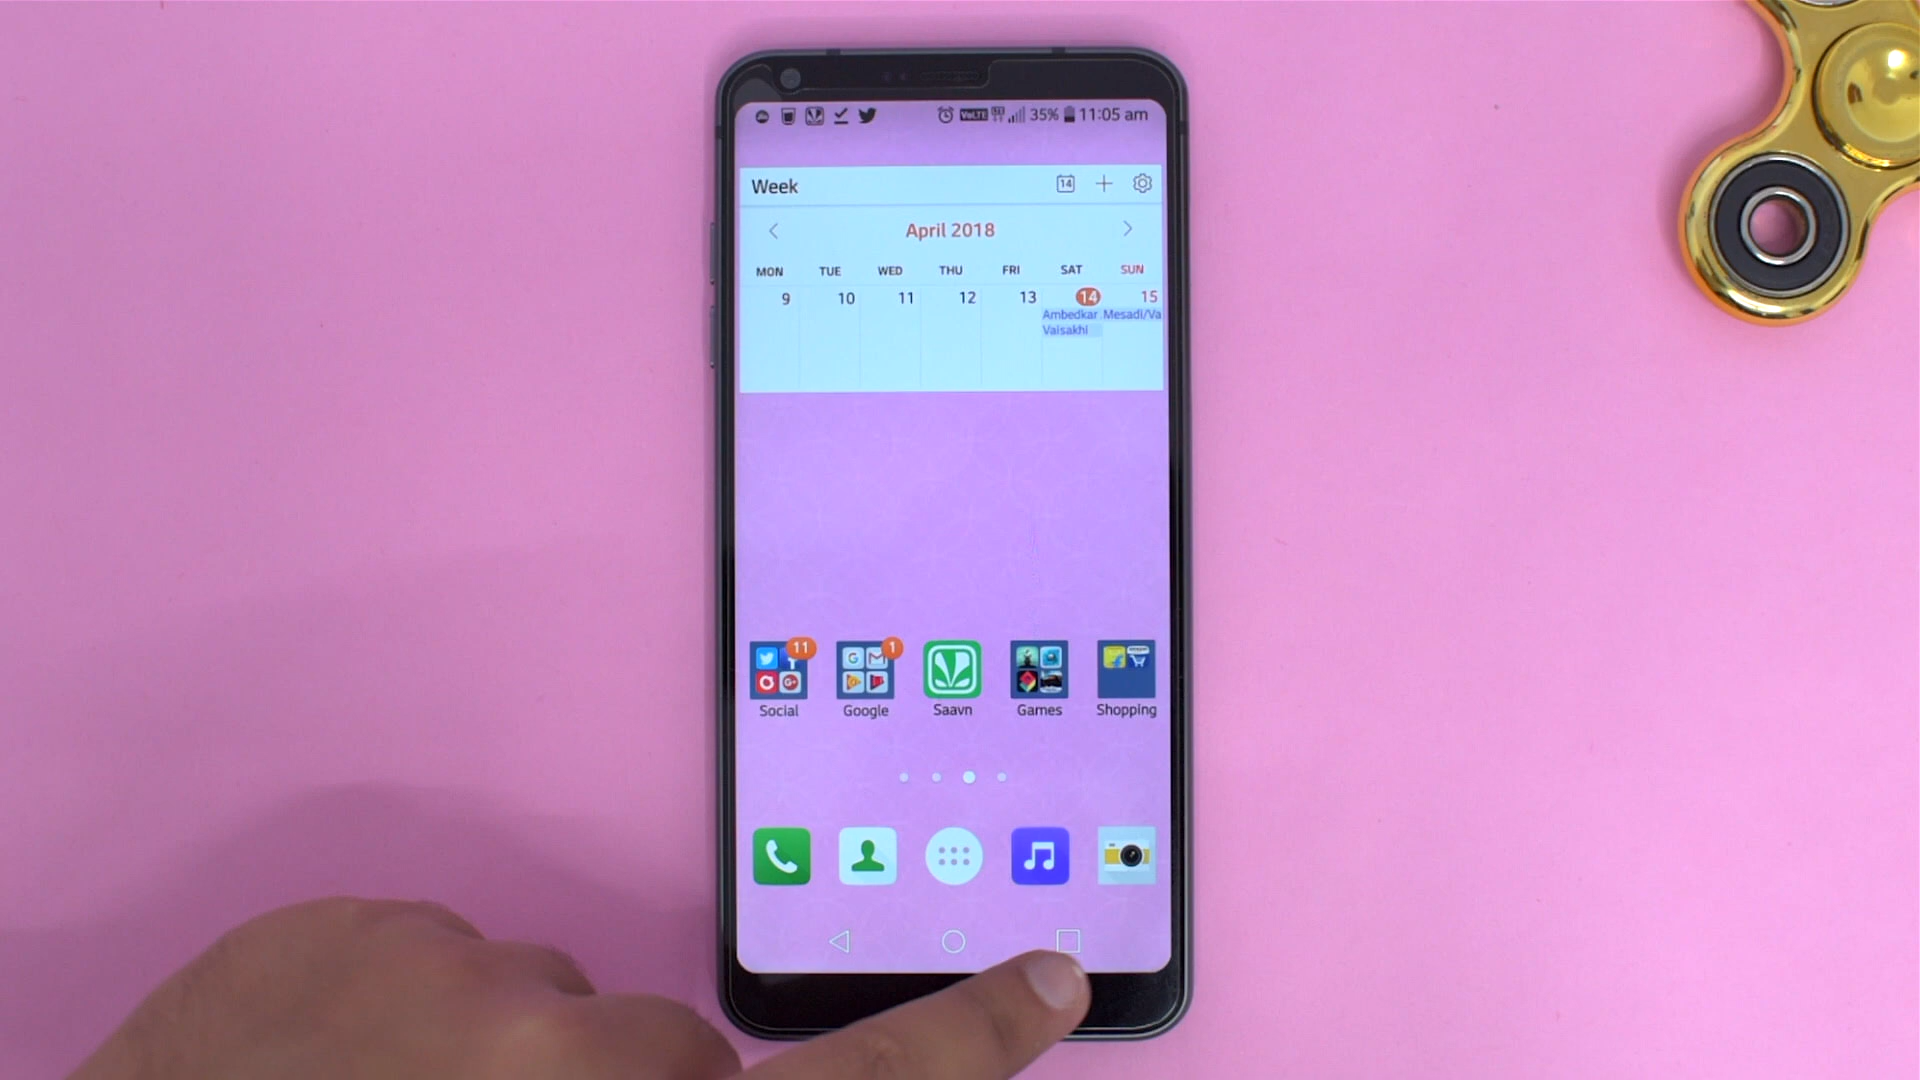 VoLTE 35% 11:05 am
Week 14
April 2018
MON TUE WED THU FRI SAT SUN
9 10 11 12 13 14 15
Ambedkar Mesadi/Va
Vaisakhi
11 1
Social Google Saavn Games Shopping